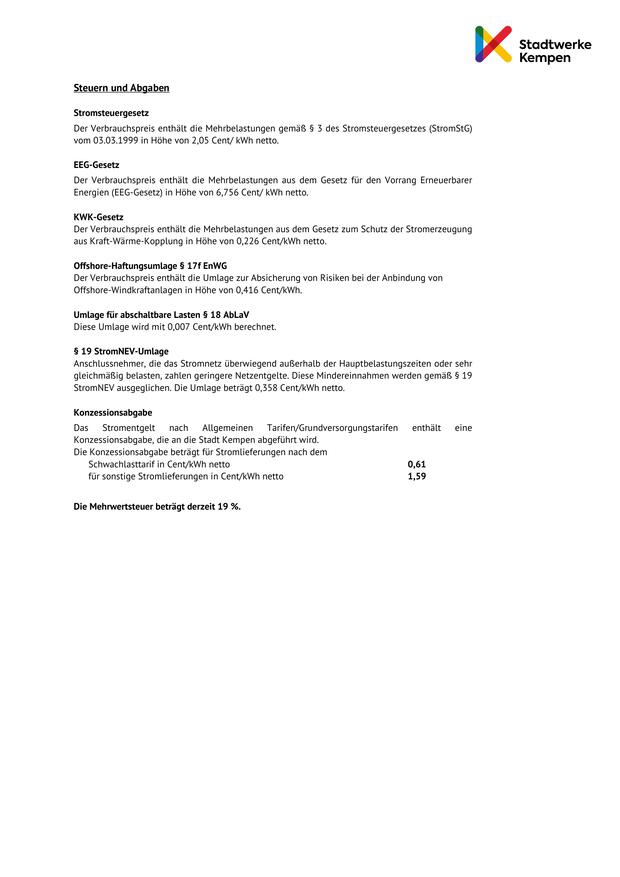 Stadtwerke
Kempen
Steuern und Abgaben
Stromsteuergesetz
Der Verbrauchspreis enthält die Mehrbelastungen gemäß § 3 des Stromsteuergesetzes (StromStG)
vom 03.03.1999 in Höhe von 2,05 Cent/ kWh netto.
EEG-Gesetz
Der Verbrauchspreis enthält die Mehrbelastungen aus dem Gesetz für den Vorrang Erneuerbarer
Energien (EEG-Gesetz) in Höhe von 6,756 Cent/ kWh netto.
KWK-Gesetz
Der Verbrauchspreis enthält die Mehrbelastungen aus dem Gesetz zum Schutz der Stromerzeugung
aus Kraft-Wärme-Kopplung in Höhe von 0,226 Cent/kWh netto.
Offshore-Haftungsumlage § 17f EnWG
Der Verbrauchspreis enthält die Umlage zur Absicherung von Risiken bei der Anbindung von
Offshore-Windkraftanlagen in Höhe von 0,416 Cent/kWh.
Umlage für abschaltbare Lasten § 18 AbLaV
Diese Umlage wird mit 0,007 Cent/kWh berechnet.
§ 19 StromNEV-Umlage
Anschlussnehmer, die das Stromnetz überwiegend außerhalb der Hauptbelastungszeiten oder sehr
gleichmäßig belasten, zahlen geringere Netzentgelte. Diese Mindereinnahmen werden gemäß § 19
StromNEV ausgeglichen. Die Umlage beträgt 0,358 Cent/kWh netto.
Konzessionsabgabe
Das Stromentgelt nach Allgemeinen Tarifen/Grundversorgungstarifen enthält eine
Konzessionsabgabe, die an die Stadt Kempen abgeführt wird.
Die Konzessionsabgabe beträgt für Stromlieferungen nach dem
Schwachlasttarif in Cent/kWh netto 0,61
für sonstige Stromlieferungen in Cent/kWh netto 1,59
Die Mehrwertsteuer beträgt derzeit 19 %.